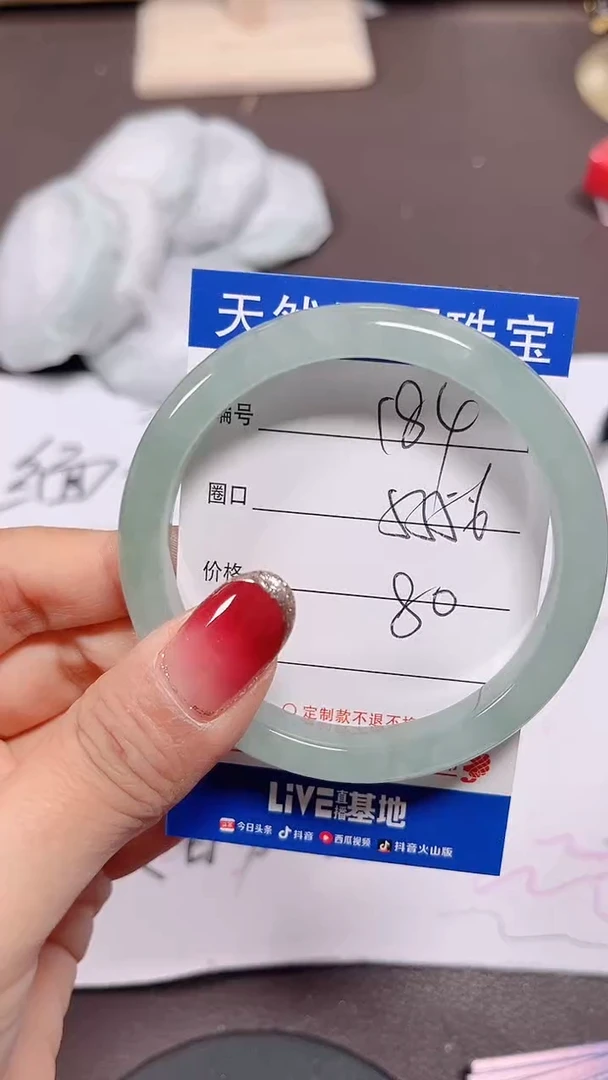 天然
珠宝
编号 184
圈口
价格 80
定制款不退不
LiVE直播基地
今日头条 抖音 西瓜视频 抖音火山版
缅